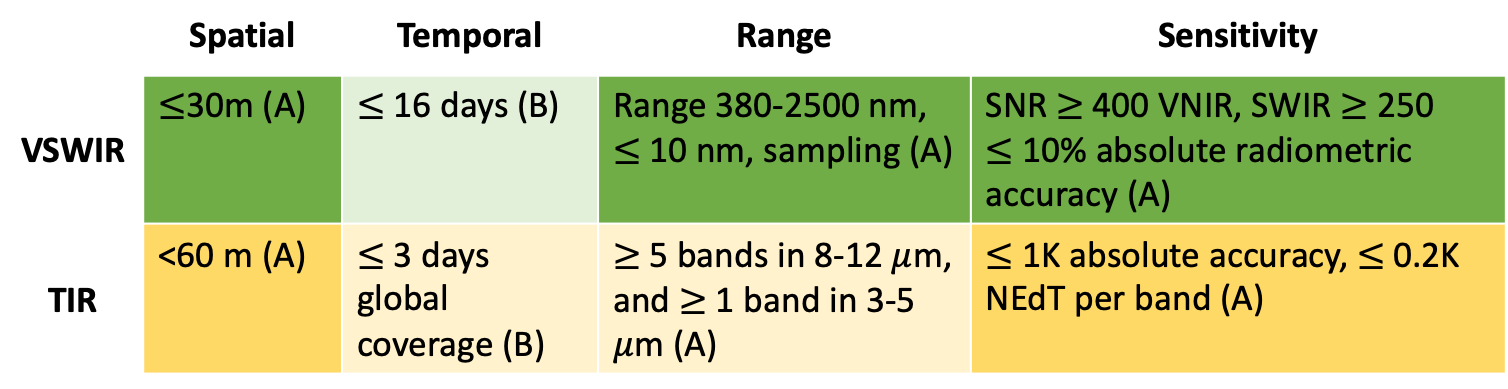 Spatial Temporal Range Sensitivity
VSWIR
≤30m (A)
≤ 16 days (B)
Range 380-2500 nm,
≤ 10 nm, sampling (A)
SNR ≥ 400 VNIR, SWIR ≥ 250
≤ 10% absolute radiometric
accuracy (A)
TIR
<60 m (A)
≤ 3 days
global
coverage (B)
≥ 5 bands in 8-12 𝜇m,
and ≥ 1 band in 3-5
𝜇m (A)
≤ 1K absolute accuracy, ≤ 0.2K
NEdT per band (A)